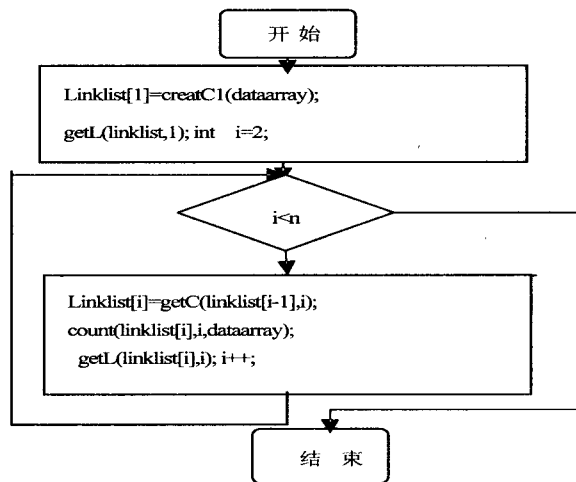 开 始
Linklist[1]=creatC1(dataarray);
getL(linklist,1); int i=2;
i<n
Linklist[i]=getC(linklist[i-1],i);
count(linklist[i],i,dataarray);
getL(linklist[i],i); i++;
结 束